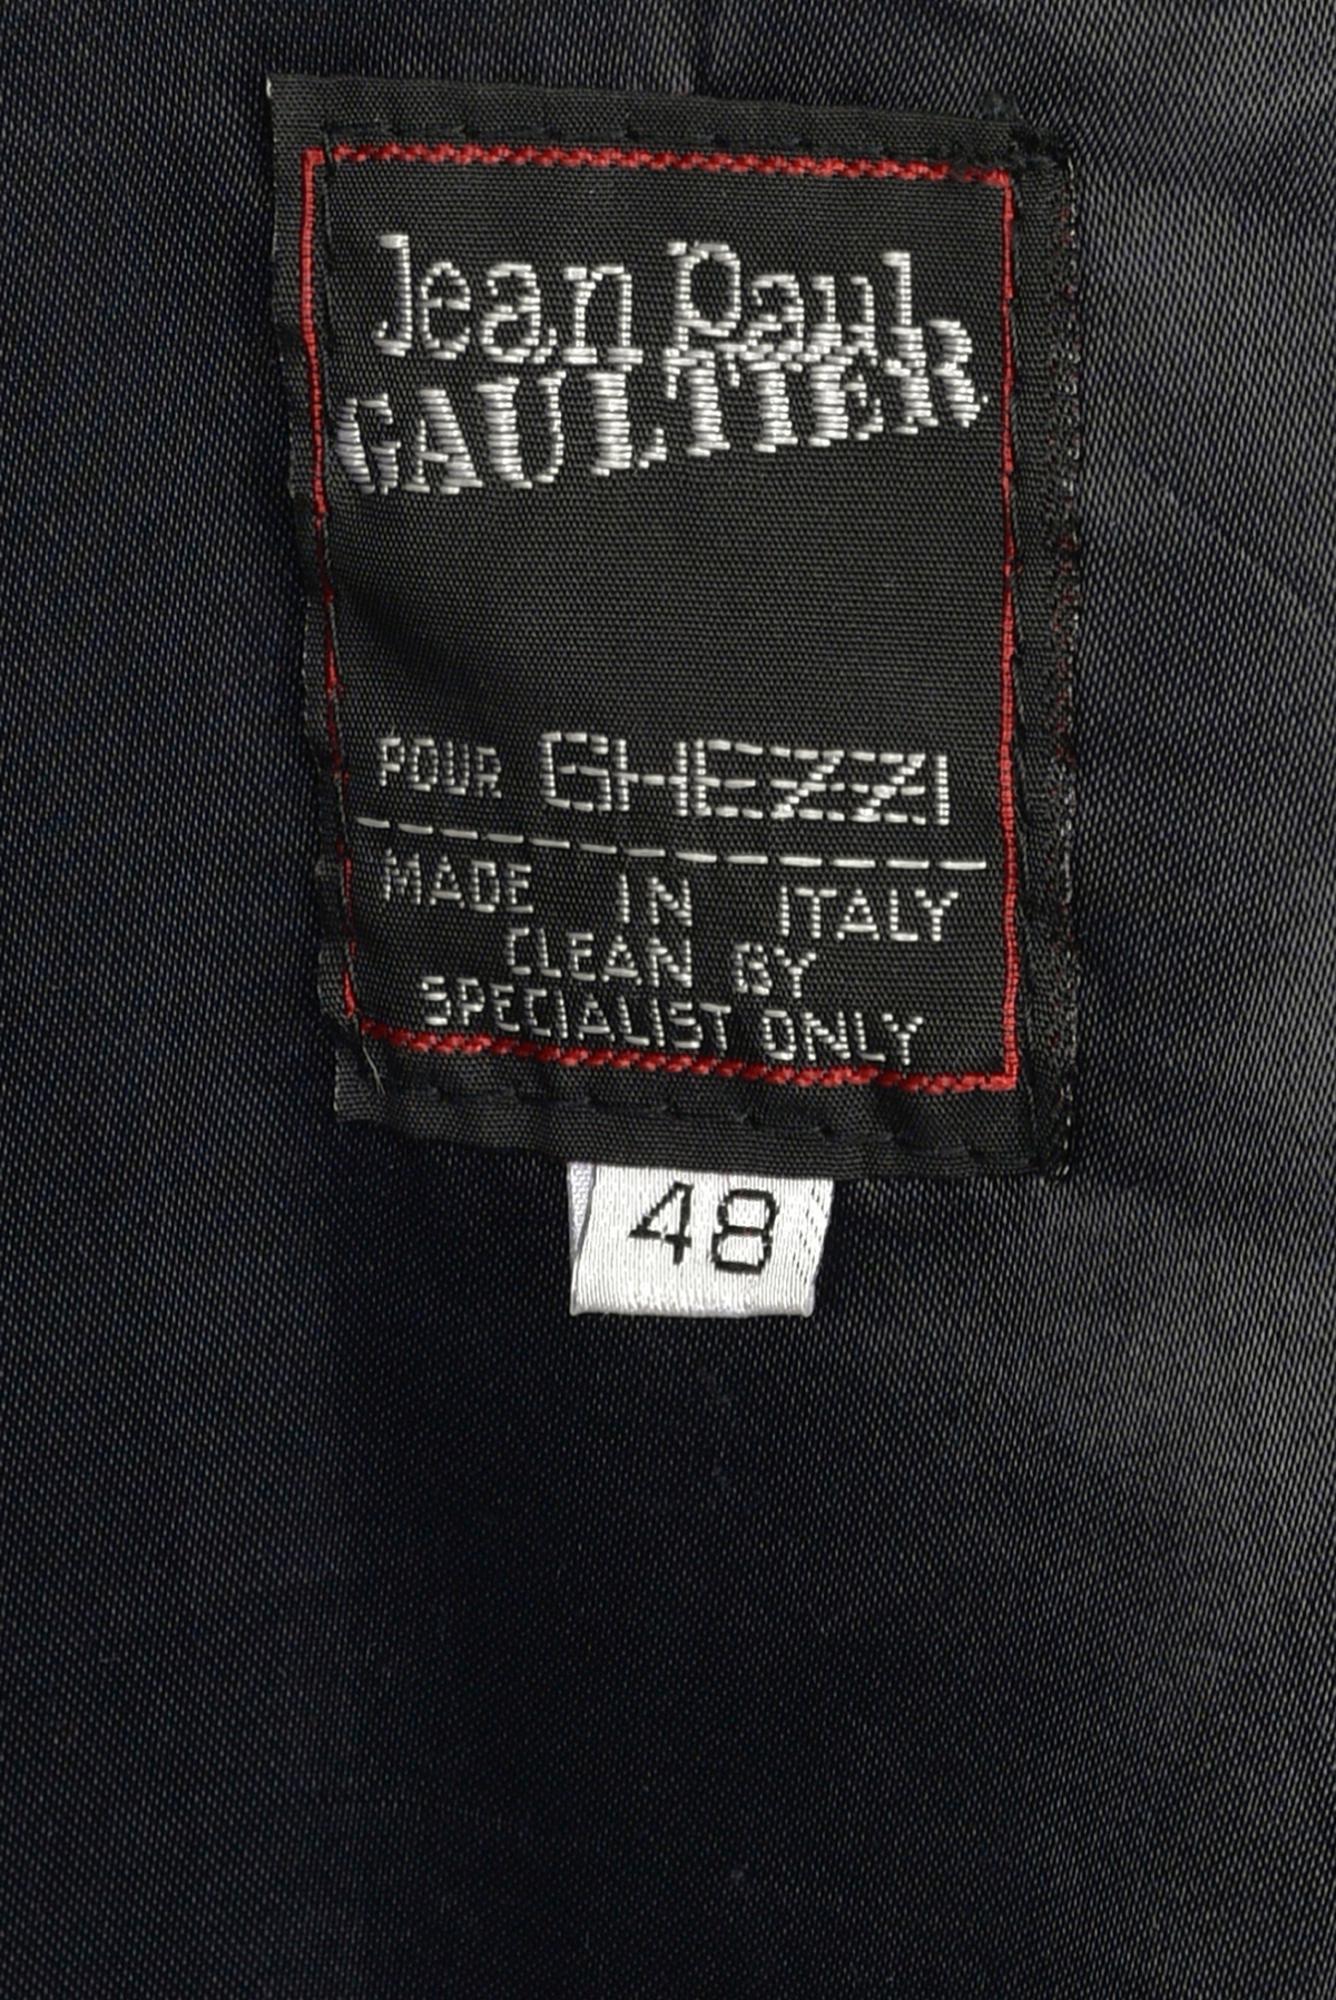 Jean Paul
GAULTIER
POUR GHEZZI
MADE IN ITALY
CLEAN BY
SPECIALIST ONLY
48